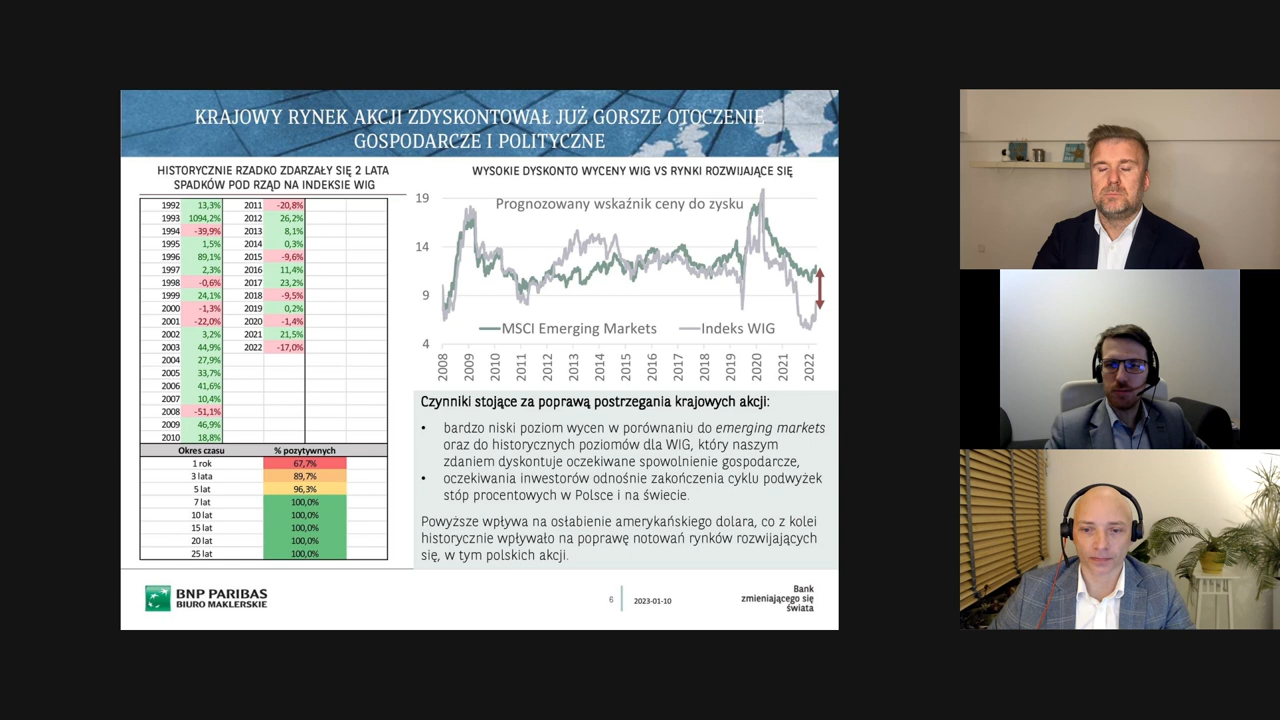 KRAJOWY RYNEK AKCJI ZDYSKONTOWAŁ JUŻ GORSZE OTOCZENIE
GOSPODARCZE I POLITYCZNE
HISTORYCZNIE RZADKO ZDARZAŁY SIĘ 2 LATA
SPADKÓW POD RZĄD NA INDEKSIE WIG
1992 13,3% 2011 -20,8%
1993 1094,2% 2012 26,2%
1994 -39,9% 2013 8,1%
1995 1,5% 2014 0,3%
1996 89,1% 2015 -9,6%
1997 2,3% 2016 11,4%
1998 -0,6% 2017 23,2%
1999 24,1% 2018 -9,5%
2000 -1,3% 2019 0,2%
2001 -22,0% 2020 -1,4%
2002 3,2% 2021 21,5%
2003 44,9% 2022 -17,0%
2004 27,9%
2005 33,7%
2006 41,6%
2007 10,4%
2008 -51,1%
2009 46,9%
2010 18,8%
Okres czasu % pozytywnych
1 rok 67,7%
3 lata 89,7%
5 lat 96,3%
7 lat 100,0%
10 lat 100,0%
15 lat 100,0%
20 lat 100,0%
25 lat 100,0%
WYSOKIE DYSKONTO WYCENY WIG VS RYNKI ROZWIJAJĄCE SIĘ
Prognozowany wskaźnik ceny do zysku
19
14
9
4
MSCI Emerging Markets Indeks WIG
2008 2009 2010 2011 2012 2013 2014 2015 2016 2017 2018 2019 2020 2021 2022
Czynniki stojące za poprawą postrzegania krajowych akcji:
• bardzo niski poziom wycen w porównaniu do emerging markets
oraz do historycznych poziomów dla WIG, który naszym
zdaniem dyskontuje oczekiwane spowolnienie gospodarcze,
• oczekiwania inwestorów odnośnie zakończenia cyklu podwyżek
stóp procentowych w Polsce i na świecie.
Powyższe wpływa na osłabienie amerykańskiego dolara, co z kolei
historycznie wpływało na poprawę notowań rynków rozwijających
się, w tym polskich akcji.
BNP PARIBAS
BIURO MAKLERSKIE
6 2023-01-10
Bank
zmieniającego się
świata